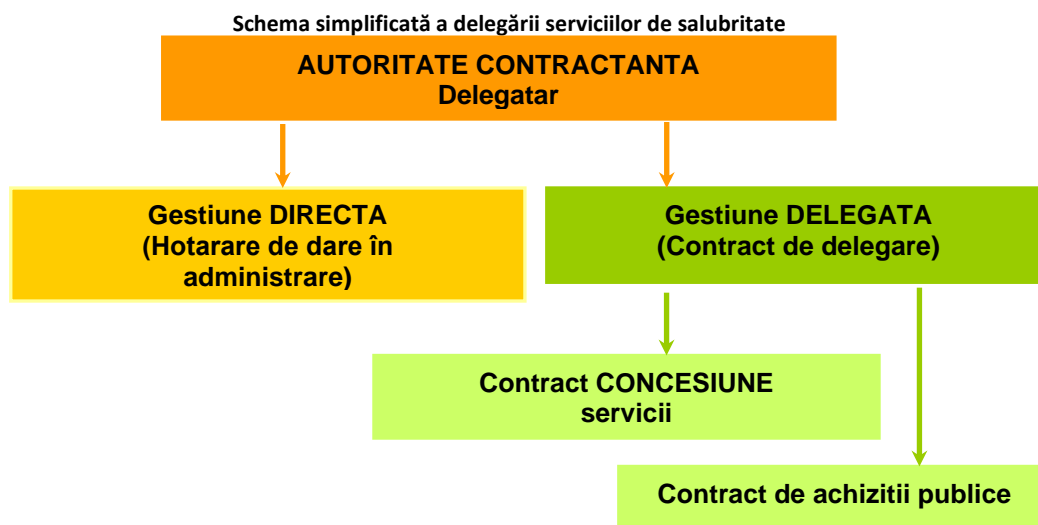 Schema simplificată a delegării serviciilor de salubritate
AUTORITATE CONTRACTANTA
Delegatar
Gestiune DIRECTA
(Hotarare de dare în
administrare)
Gestiune DELEGATA
(Contract de delegare)
Contract CONCESIUNE
servicii
Contract de achizitii publice